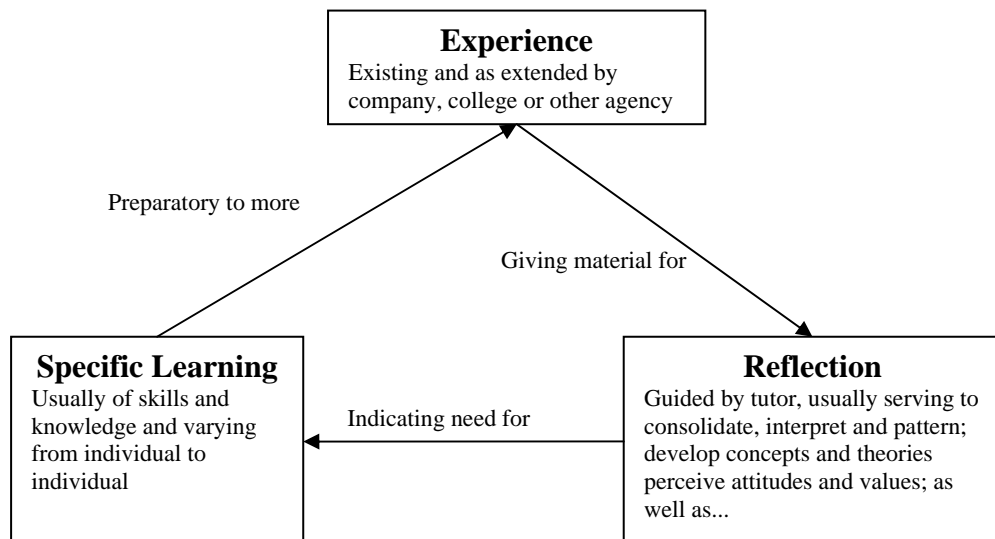 Experience
Existing and as extended by
company, college or other agency
Preparatory to more
Giving material for
Specific Learning
Usually of skills and
knowledge and varying
from individual to
individual
Indicating need for
Reflection
Guided by tutor, usually serving to
consolidate, interpret and pattern;
develop concepts and theories
perceive attitudes and values; as
well as...